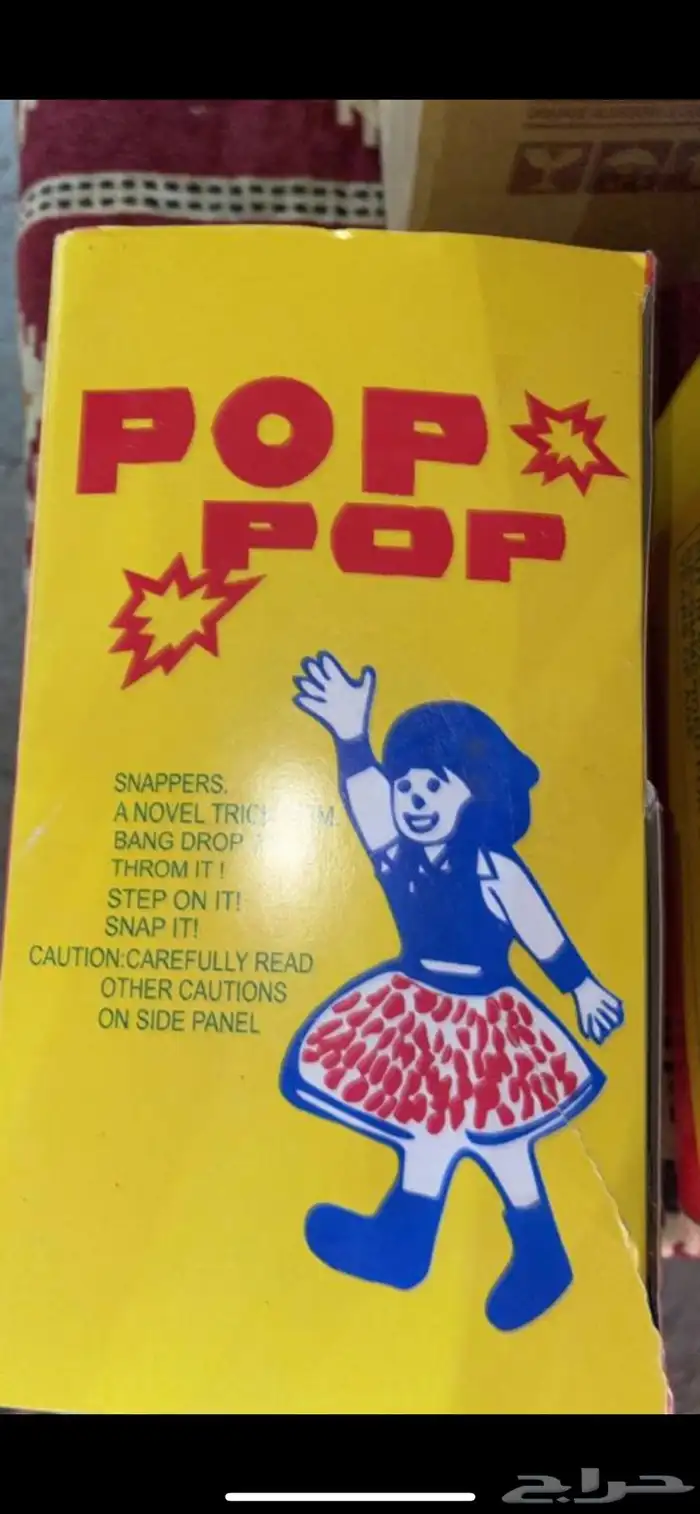 POP
POP
SNAPPERS.
A NOVEL
BANG DROP
THROM IT !
STEP ON IT!
SNAP IT!
CAUTION:CAREFULLY READ
OTHER CAUTIONS
ON SIDE PANEL
حراج